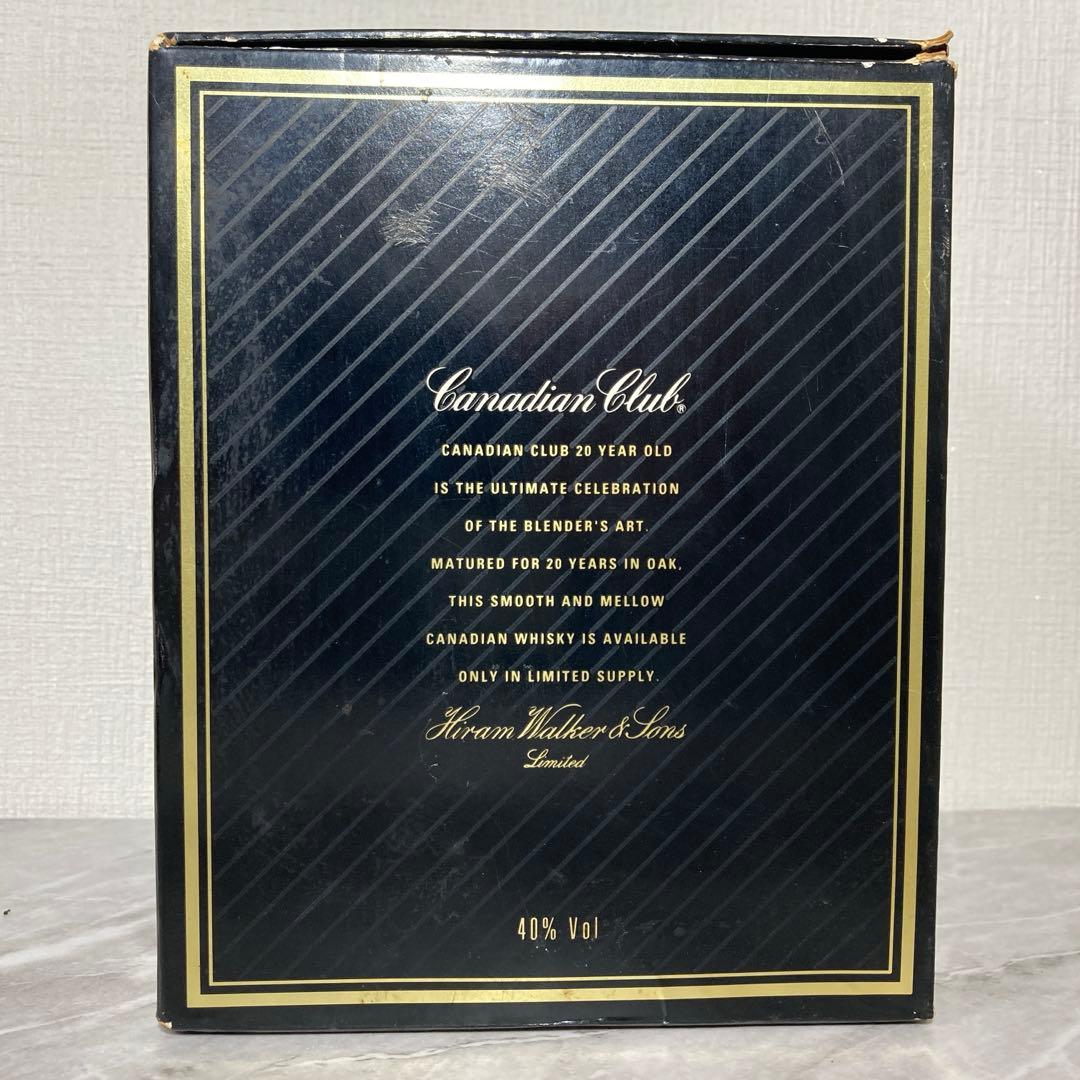 Canadian Club®
CANADIAN CLUB 20 YEAR OLD
IS THE ULTIMATE CELEBRATION
OF THE BLENDER'S ART.
MATURED FOR 20 YEARS IN OAK,
THIS SMOOTH AND MELLOW
CANADIAN WHISKY IS AVAILABLE
ONLY IN LIMITED SUPPLY.
Hiram Walker & Sons
Limited
40% Vol